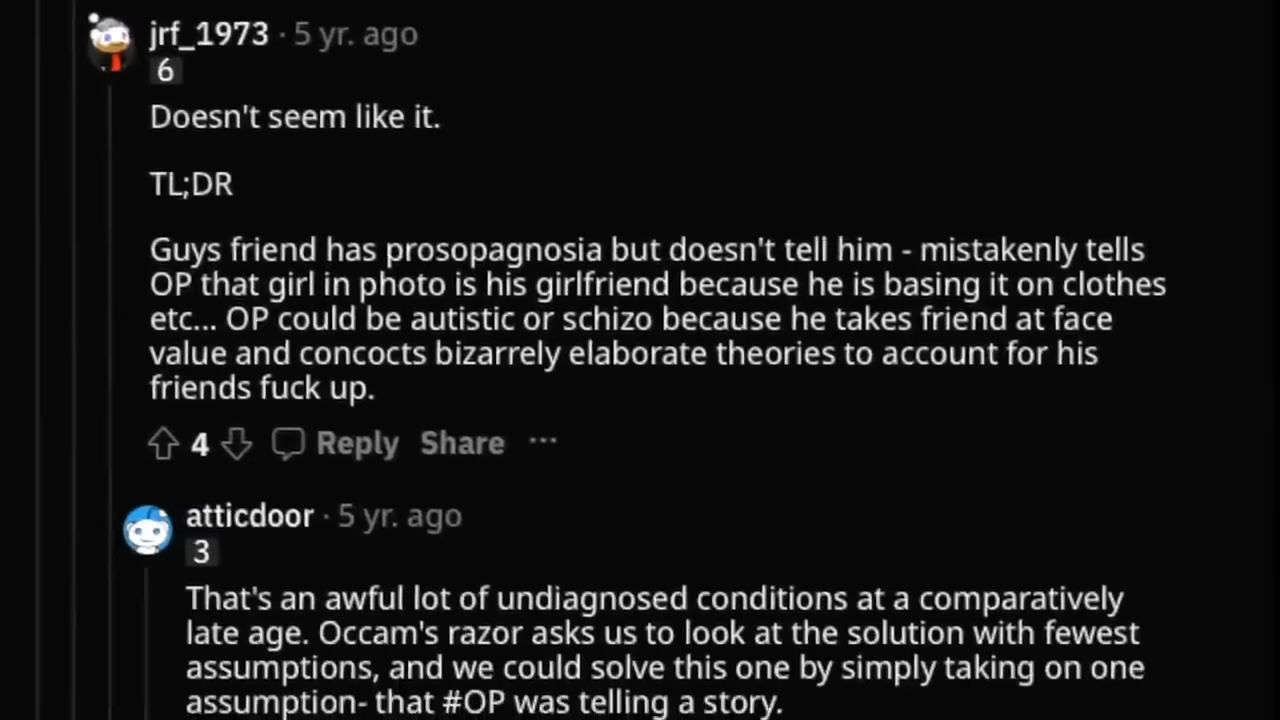 jrf_1973 · 5 yr. ago
6
Doesn't seem like it.
TL;DR
Guys friend has prosopagnosia but doesn't tell him - mistakenly tells
OP that girl in photo is his girlfriend because he is basing it on clothes
etc... OP could be autistic or schizo because he takes friend at face
value and concocts bizarrely elaborate theories to account for his
friends fuck up.
4 Reply Share ···
atticdoor · 5 yr. ago
3
That's an awful lot of undiagnosed conditions at a comparatively
late age. Occam's razor asks us to look at the solution with fewest
assumptions, and we could solve this one by simply taking on one
assumption- that #OP was telling a story.